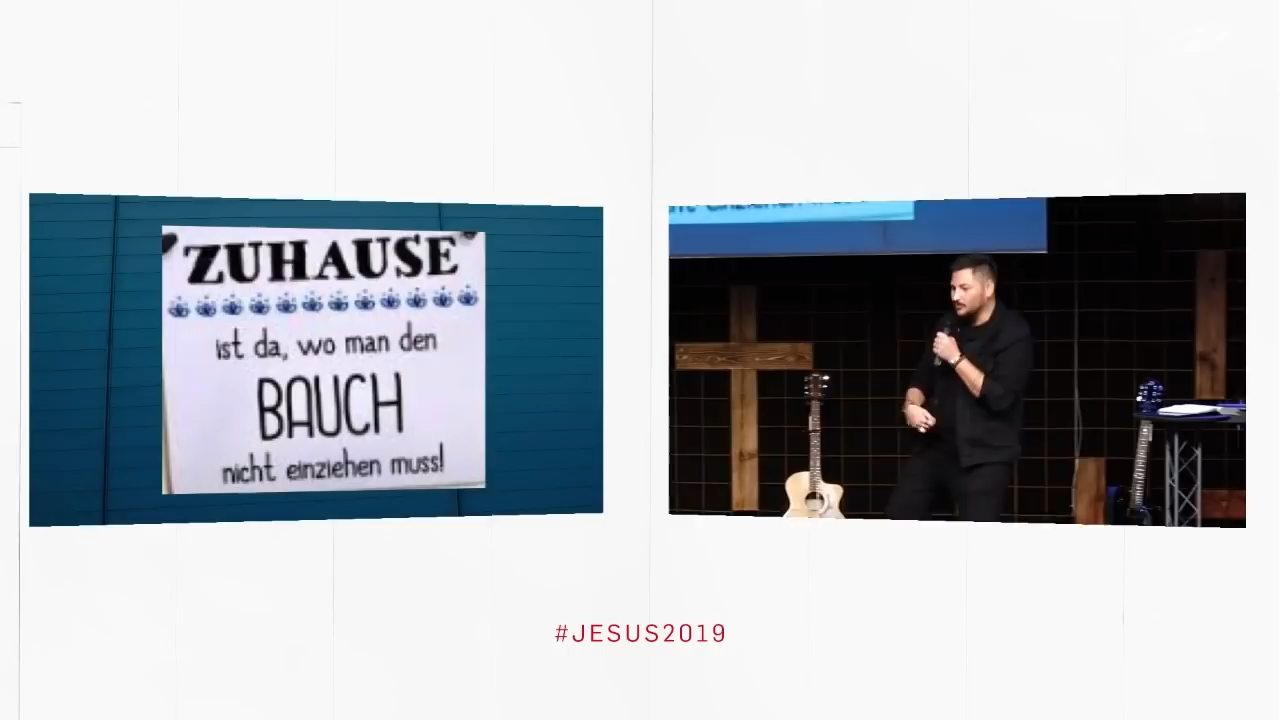 ZUHAUSE
ist da, wo man den
BAUCH
nicht einziehen muss!
#JESUS2019